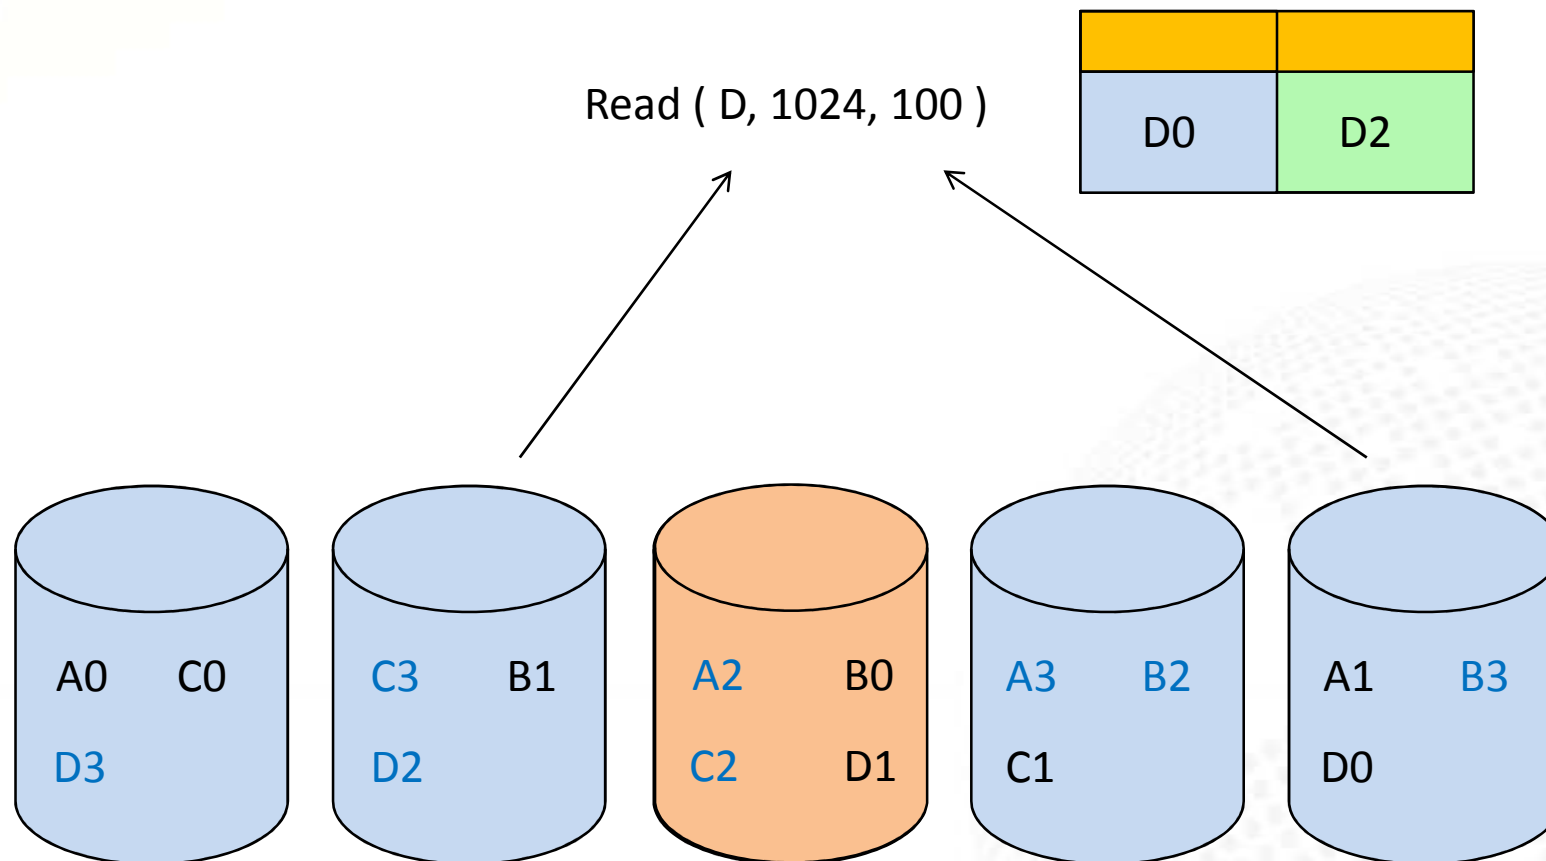 Read ( D, 1024, 100 )
D0 D2
A0 C0 C3 B1 A2 B0 A3 B2 A1 B3
D3 D2 C2 D1 C1 D0